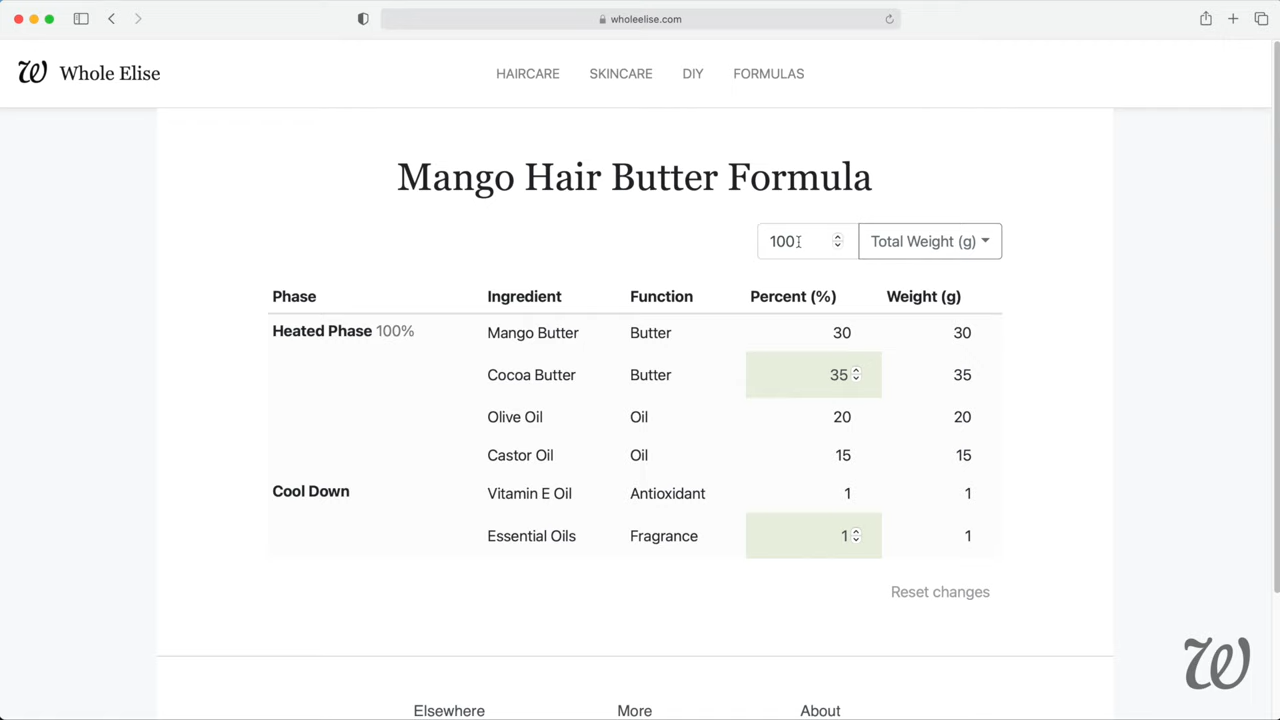 wholeelise.com
W Whole Elise
HAIRCARE SKINCARE DIY FORMULAS
Mango Hair Butter Formula
100 Total Weight (g)
Phase Ingredient Function Percent (%) Weight (g)
Heated Phase 100% Mango Butter Butter 30 30
Cocoa Butter Butter 35 35
Olive Oil Oil 20 20
Castor Oil Oil 15 15
Cool Down Vitamin E Oil Antioxidant 1 1
Essential Oils Fragrance 1 1
Reset changes
W
Elsewhere More About